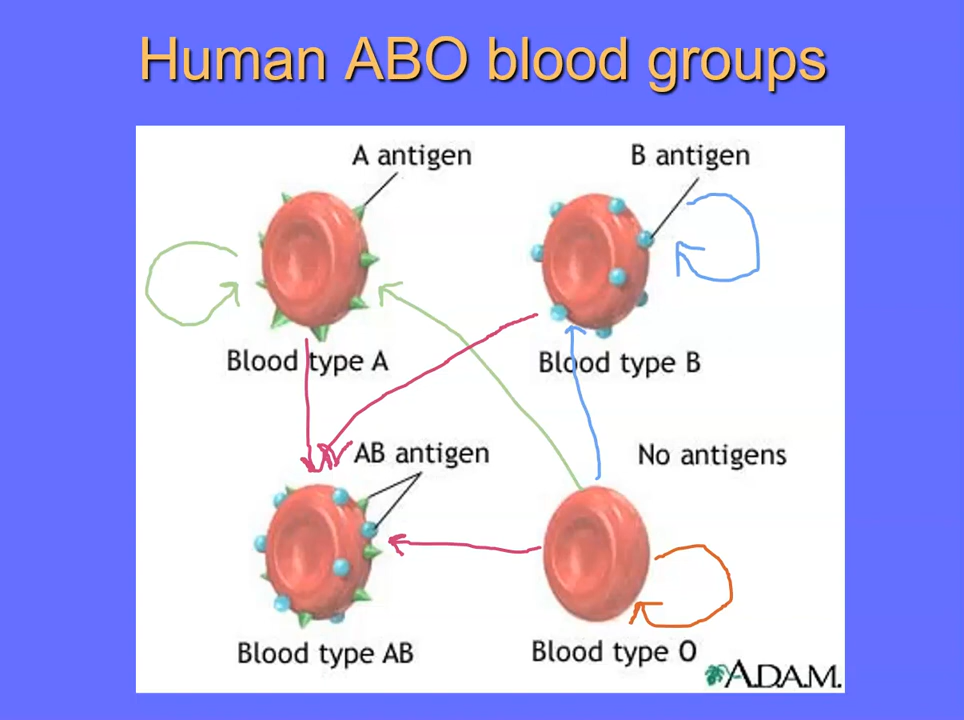 Human ABO blood groups
A antigen
B antigen
Blood type A
Blood type B
AB antigen
No antigens
Blood type AB
Blood type O
A.D.A.M.